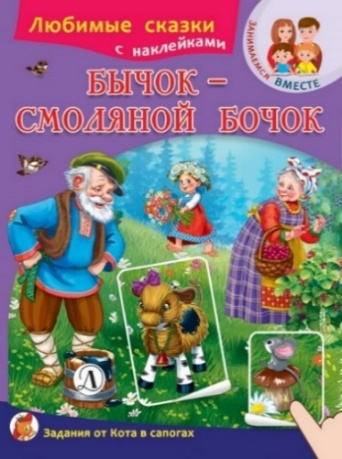 Любимые сказки
с наклейками
ЗАНИМАЕМСЯ
ВМЕСТЕ
БЫЧОК –
СМОЛЯНОЙ БОЧОК
Л
Задания от Кота в сапогах